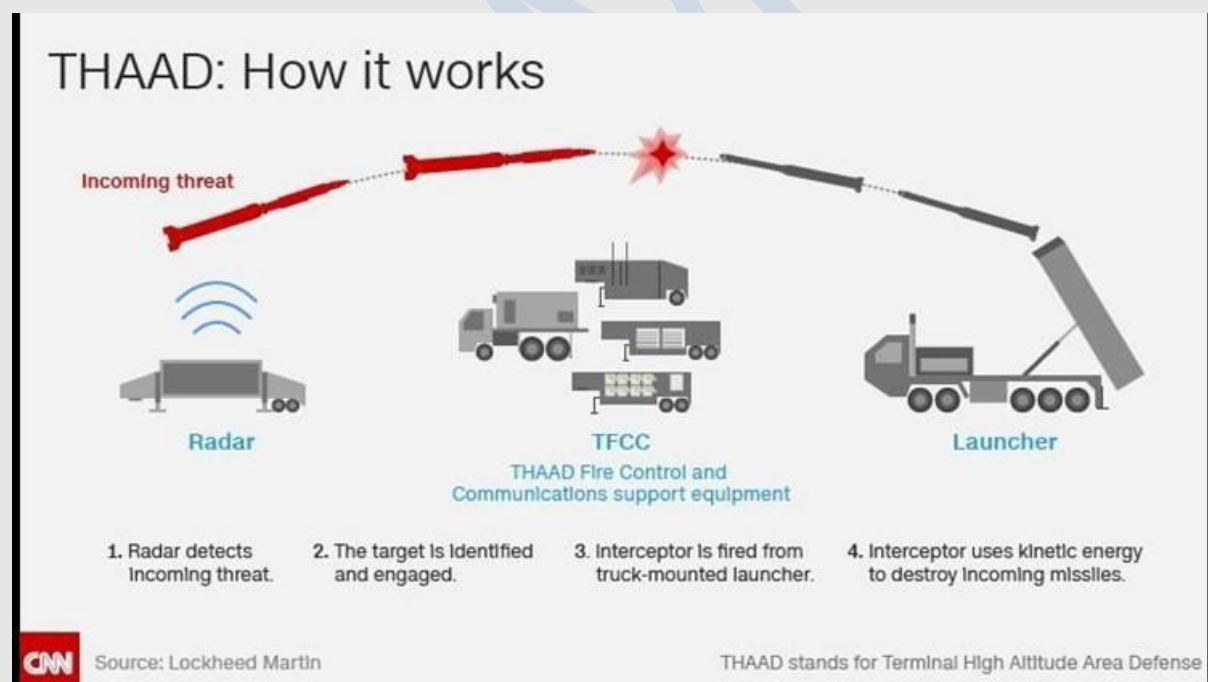 THAAD: How it works
Incoming threat
Radar
TFCC
THAAD Fire Control and
Communications support equipment
Launcher
1. Radar detects
incoming threat.
2. The target is identified
and engaged.
3. Interceptor is fired from
truck-mounted launcher.
4. Interceptor uses kinetic energy
to destroy incoming missiles.
CNN
Source: Lockheed Martin
THAAD stands for Terminal High Altitude Area Defense